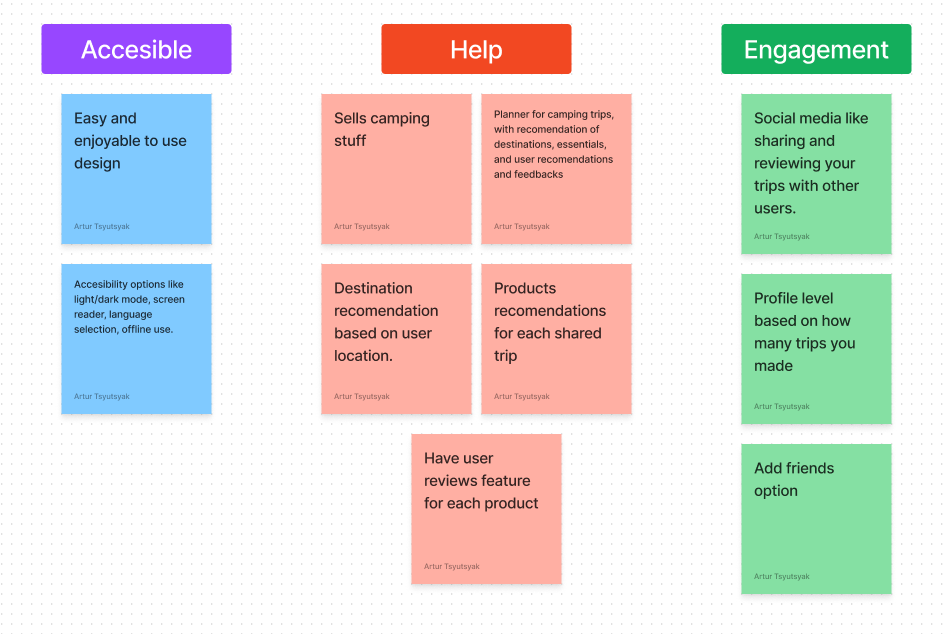 Accesible
Easy and
enjoyable to use
design
Artur Tsyutsyak
Accesibility options like
light/dark mode, screen
reader, language
selection, offline use.
Artur Tsyutsyak
Help
Sells camping
stuff
Artur Tsyutsyak
Planner for camping trips,
with recomendation of
destinations, essentials,
and user recomendations
and feedbacks
Artur Tsyutsyak
Destination
recomendation
based on user
location.
Artur Tsyutsyak
Products
recomendations
for each shared
trip
Artur Tsyutsyak
Have user
reviews feature
for each product
Artur Tsyutsyak
Engagement
Social media like
sharing and
reviewing your
trips with other
users.
Artur Tsyutsyak
Profile level
based on how
many trips you
made
Artur Tsyutsyak
Add friends
option
Artur Tsyutsyak